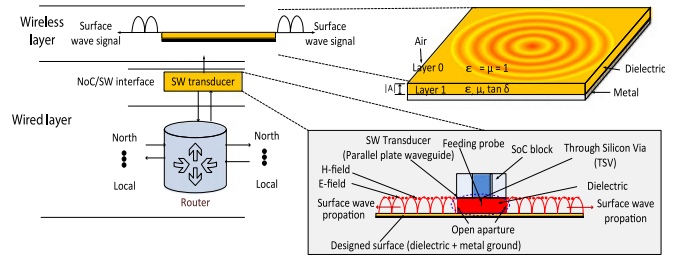 Wireless
layer
Surface
wave signal
Surface
wave signal
NoC/SW interface
SW transducer
Wired layer
North
Local
North
Local
Router
Air
Layer 0
ε = μ = 1
Layer 1
ε, μ, tan δ
|A|
Dielectric
Metal
SW Transducer
(Parallel plate waveguide)
Feeding probe
SoC block
Through Silicon Via
(TSV)
H-field
E-field
Dielectric
Surface wave
propation
Surface wave
propation
Open aparture
Designed surface (dielectric + metal ground)